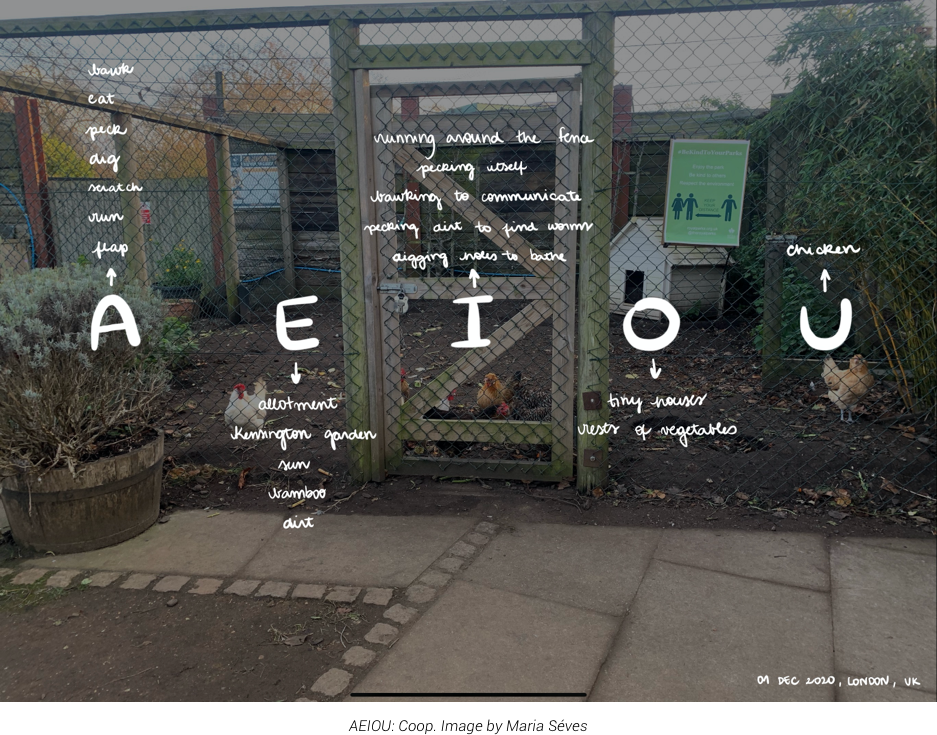 bawk
eat
peck
dig
scratch
run
flap
A
E
allotment
Kensington garden
sun
bamboo
dirt
running around the fence
pecking itself
bawking to communicate
pecking dirt to find worms
digging holes to bathe
I
O
tiny houses
rests of vegetables
chicken
U
01 DEC 2020, LONDON, UK
AEIOU: Coop. Image by Maria Séves